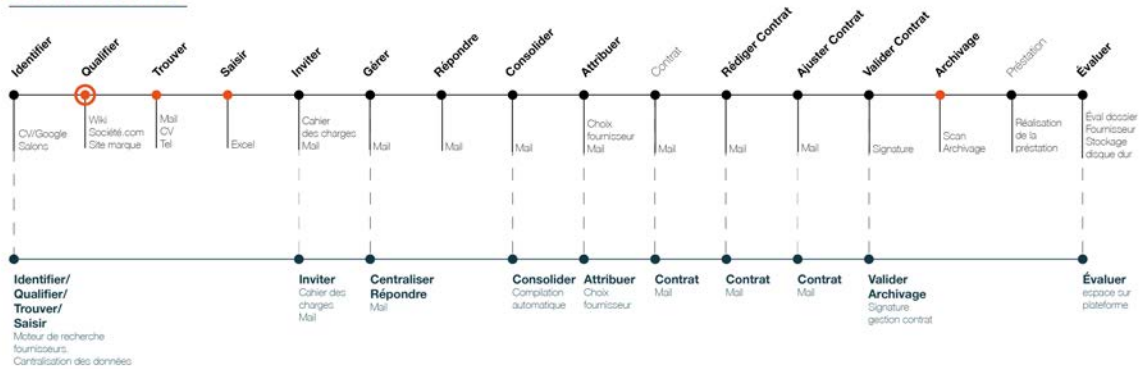 Identifier
Qualifier
Trouver
Saisir
Inviter
Gérer
Répondre
Consolider
Attribuer
Contrat
Rédiger Contrat
Ajuster Contrat
Valider Contrat
Archivage
Préstation
Évaluer
CV/Google
Salons
Wiki
Société.com
Site marque
Mail
CV
Tel
Excel
Cahier
des charges
Mail
Mail
Mail
Mail
Choix
fournisseur
Mail
Mail
Mail
Mail
Signature
Scan
Archivage
Réalisation
de la
préstation
Éval dossier
Fournisseur
Stockage
disque dur
Identifier/
Qualifier/
Trouver/
Saisir
Moteur de recherche
fournisseurs.
Cantralisation des données
Inviter
Cahier des
charges
Mail
Centraliser
Répondre
Mail
Consolider
Compilation
automatique
Attribuer
Choix
fournisseur
Contrat
Mail
Contrat
Mail
Contrat
Mail
Valider
Archivage
Signature
gestion contrat
Évaluer
espace sur
plateforme